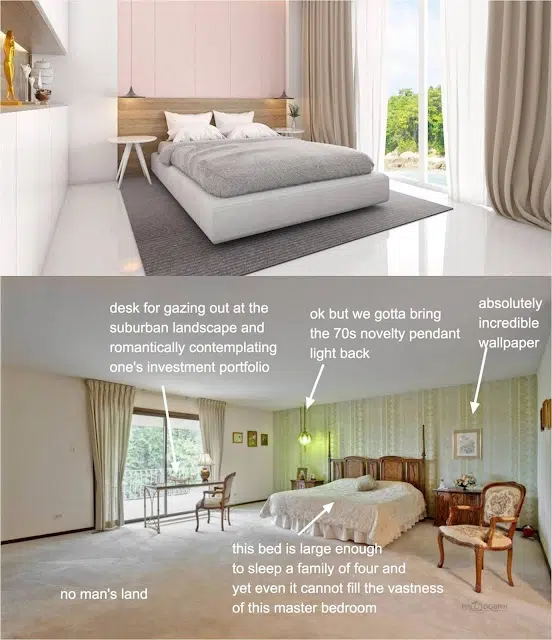 desk for gazing out at the
suburban landscape and
romantically contemplating
one's investment portfolio
ok but we gotta bring
the 70s novelty pendant
light back
absolutely
incredible
wallpaper
this bed is large enough
to sleep a family of four and
yet even it cannot fill the vastness
of this master bedroom
no man's land